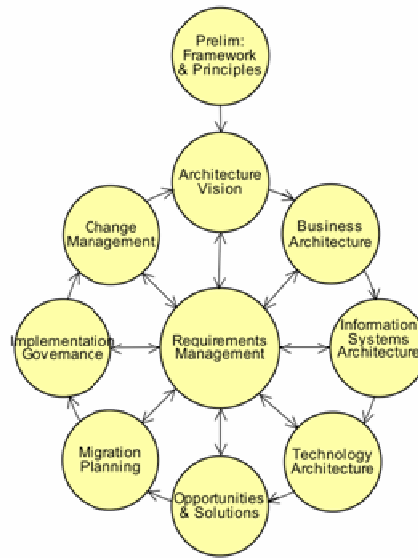 Prelim:
Framework
& Principles
Architecture
Vision
Change
Management
Business
Architecture
Implementation
Governance
Requirements
Management
Information
Systems
Architecture
Migration
Planning
Technology
Architecture
Opportunities
& Solutions